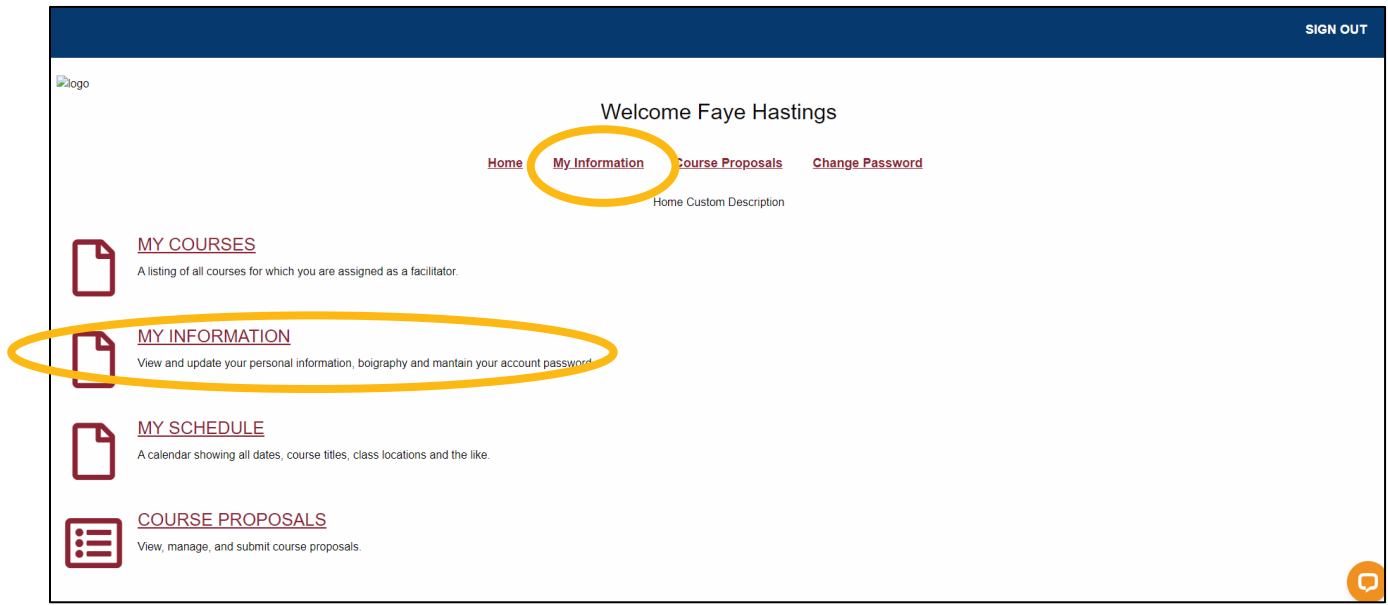 SIGN OUT
logo
Welcome Faye Hastings
Home My Information Course Proposals Change Password
Home Custom Description
MY COURSES
A listing of all courses for which you are assigned as a facilitator.
MY INFORMATION
View and update your personal information, boigraphy and mantain your account password.
MY SCHEDULE
A calendar showing all dates, course titles, class locations and the like.
COURSE PROPOSALS
View, manage, and submit course proposals.